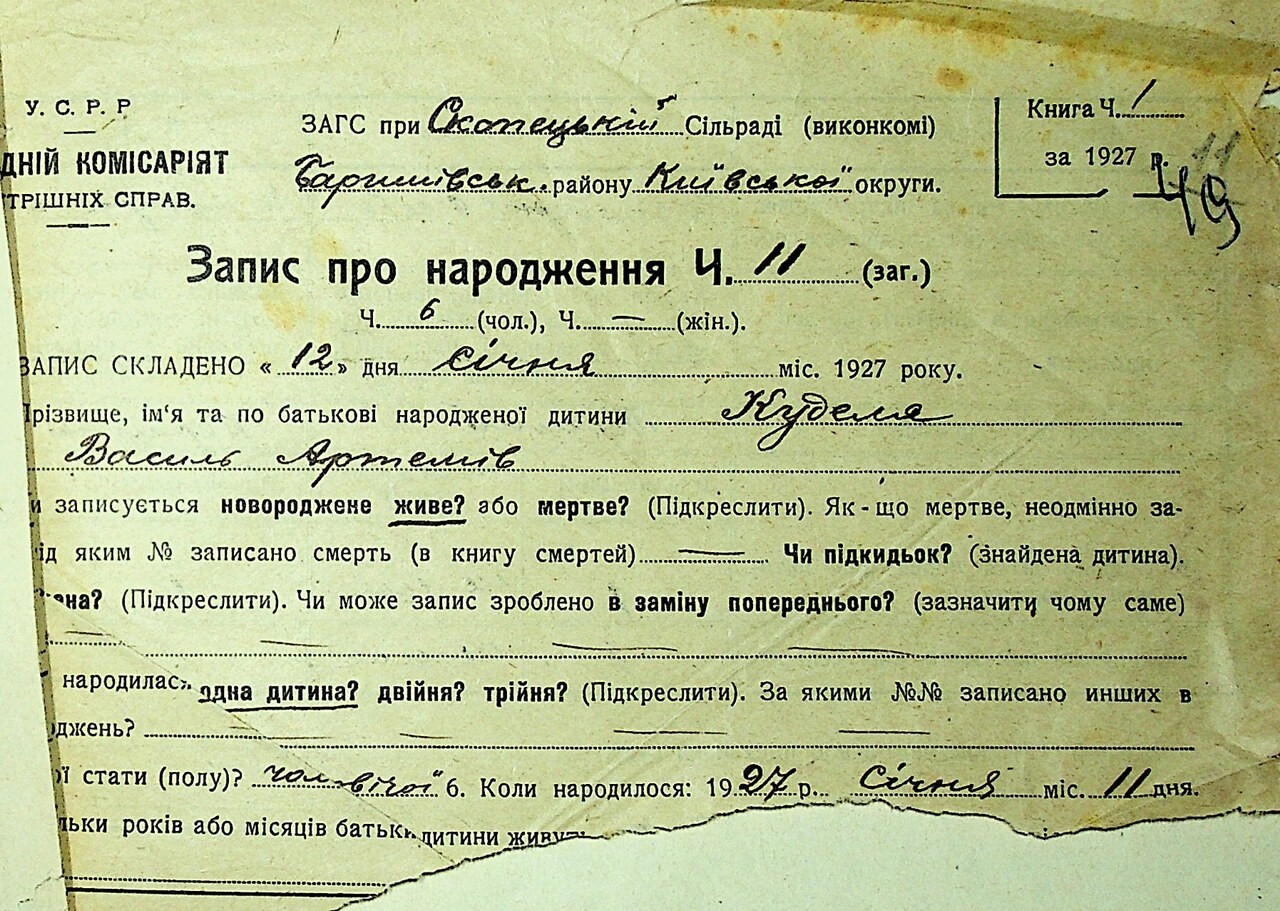 У. С. Р. Р
ДНІЙ КОМІСАРІЯТ
ТРІШНІХ СПРАВ.
ЗАГС при Скопецькій Сільраді (виконкомі)
Баришівськ. району Київської округи.
Книга Ч. 1
за 1927 р.
11
49
Запис про народження Ч. 11 (заг.)
Ч. 6 (чол.), Ч. — (жін.).
ЗАПИС СКЛАДЕНО « 12 » дня січня міс. 1927 року.
Прізвище, ім'я та по батькові народженої дитини Куделя
Василь Артемів
и записується новороджене живе? або мертве? (Підкреслити). Як-що мертве, неодмінно за-
ід яким № записано смерть (в книгу смертей) — Чи підкидьок? (знайдена дитина).
ена? (Підкреслити). Чи може запис зроблено в заміну попереднього? (зазначити чому саме)
народилась одна дитина? двійня? трійня? (Підкреслити). За якими №№ записано инших в
джень?
ої стати (полу)? чоловічої 6. Коли народилося: 1927 р. січня міс. 11 дня.
льки років або місяців батьки дитини живу